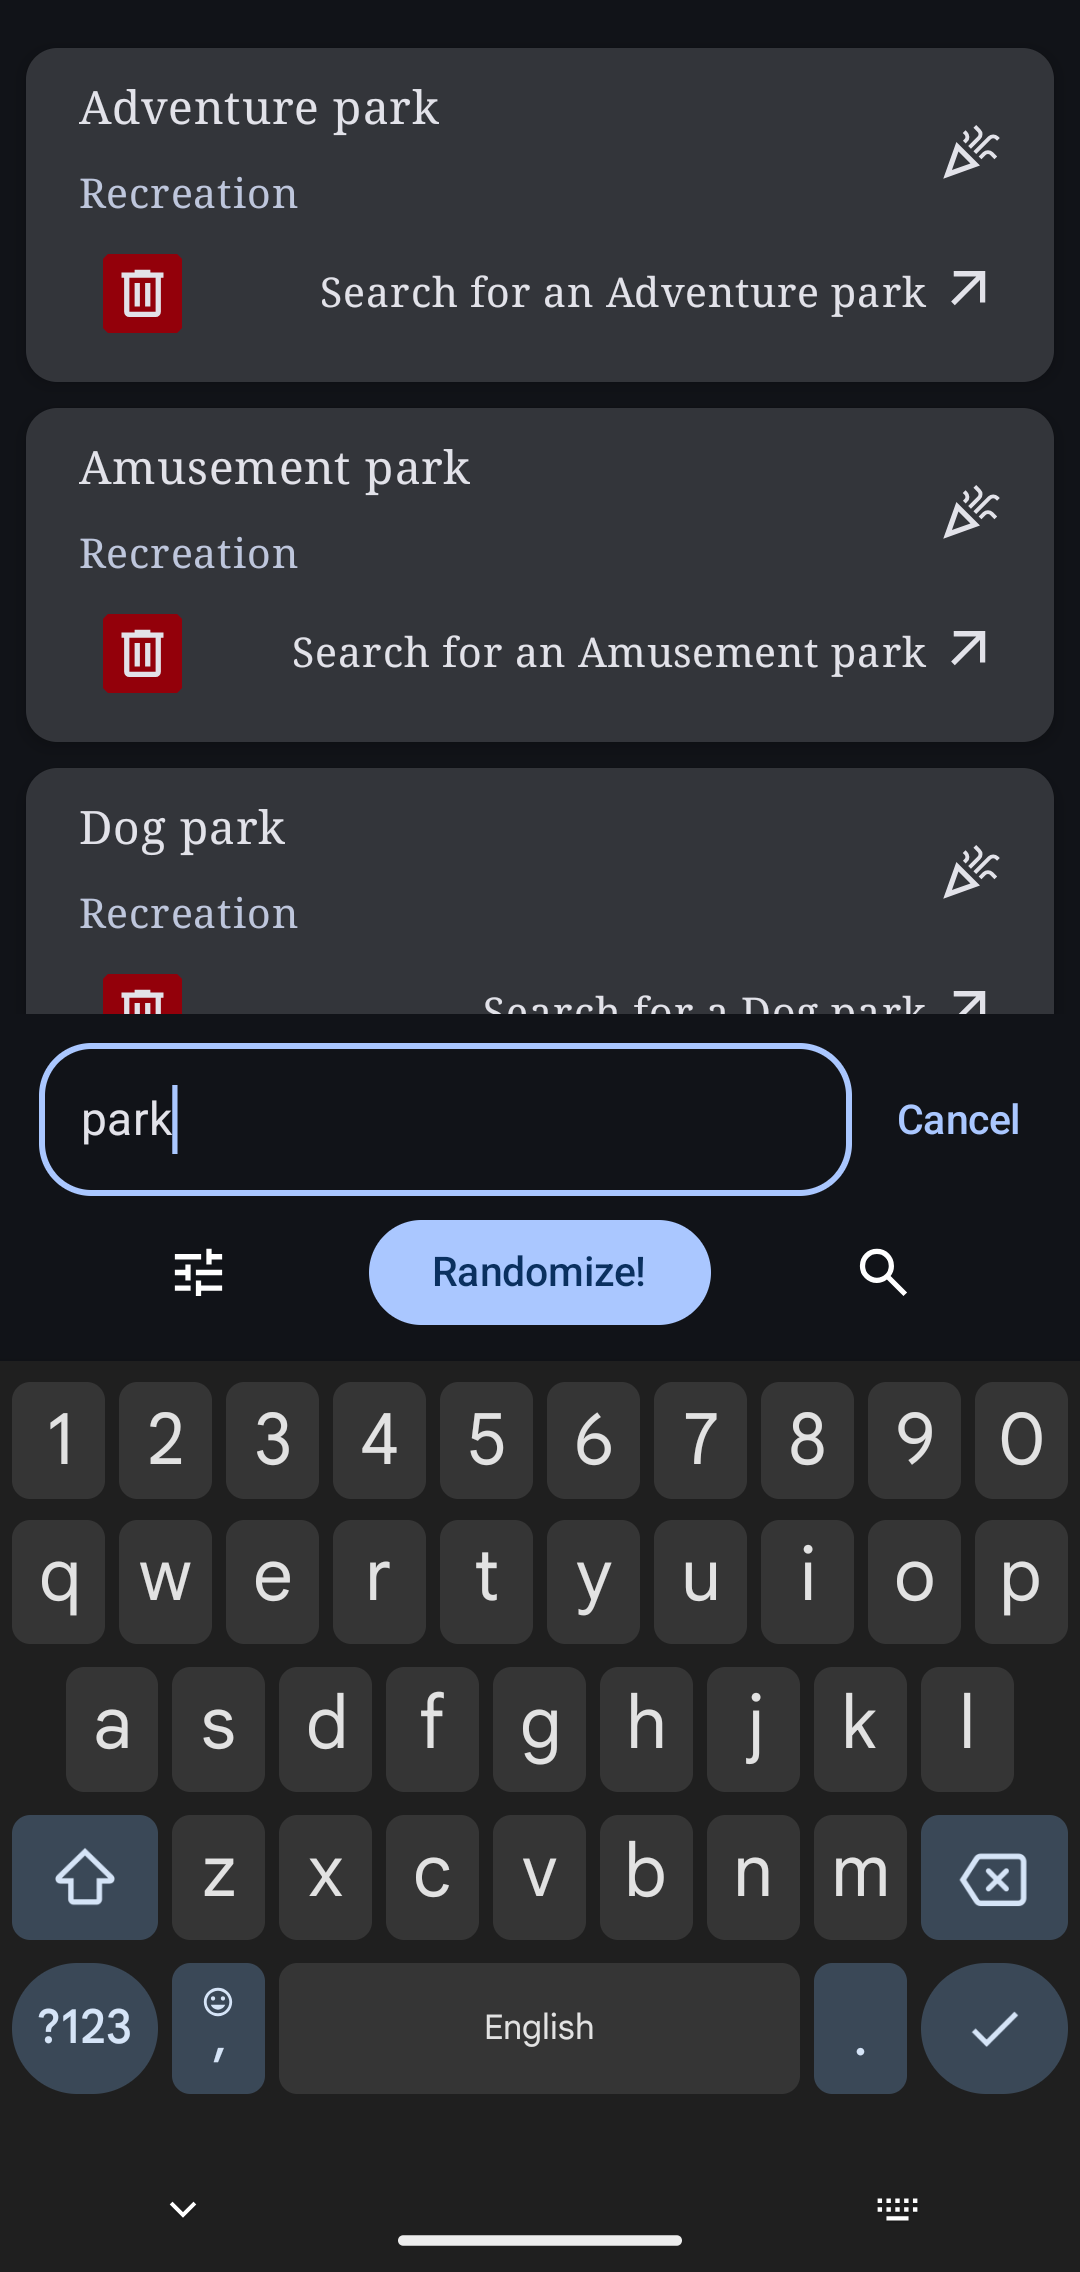 Adventure park
Recreation
Search for an Adventure park
Amusement park
Recreation
Search for an Amusement park
Dog park
Recreation
Search for a Dog park
park
Cancel
Randomize!
1 2 3 4 5 6 7 8 9 0
q w e r t y u i o p
a s d f g h j k l
z x c v b n m
?123 , English .